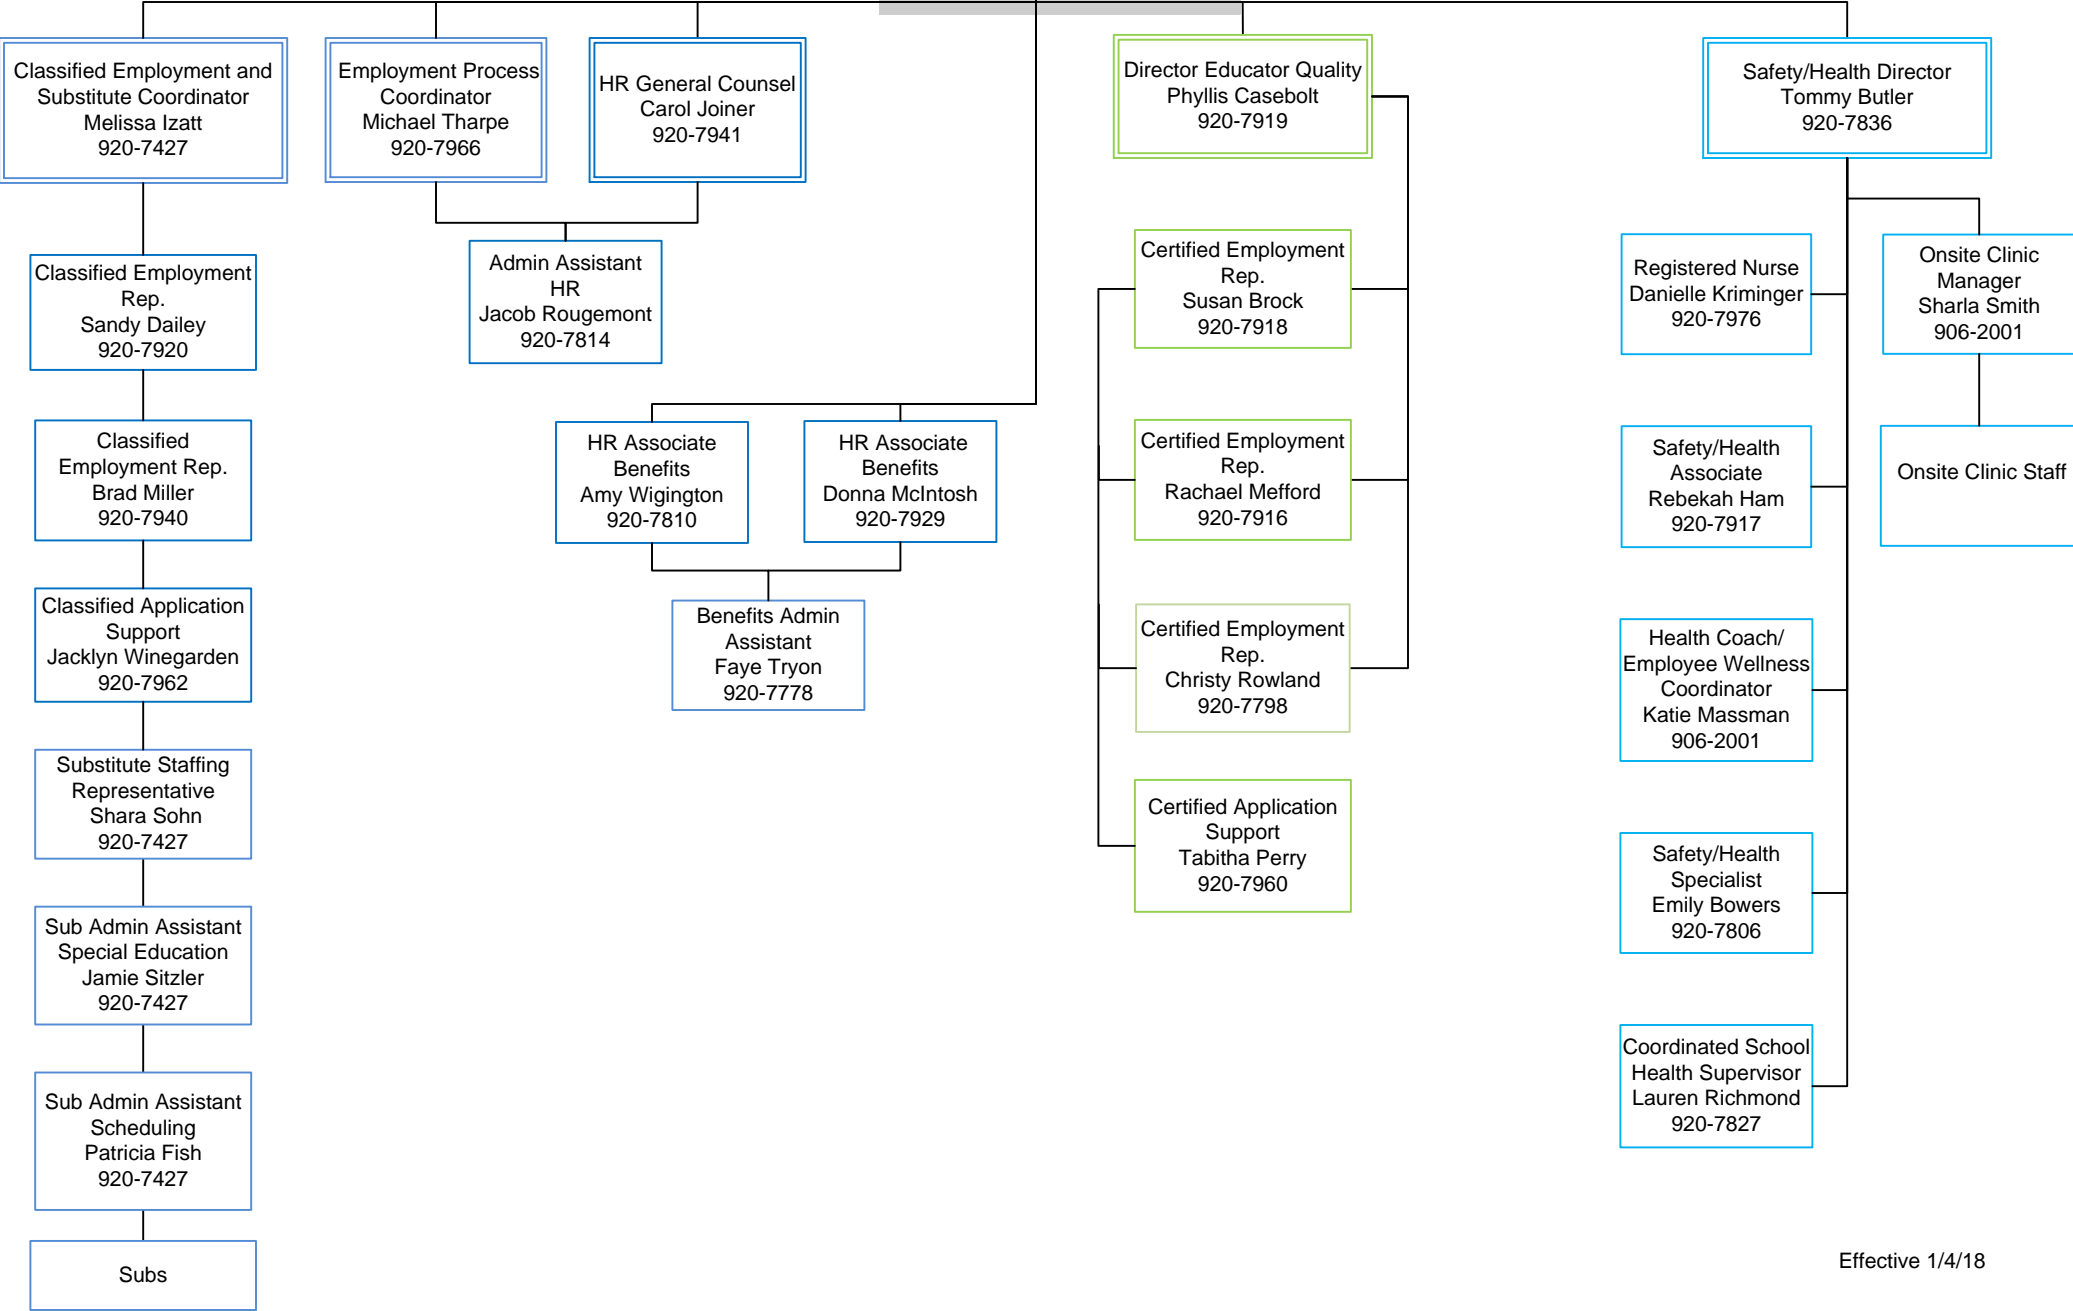 Classified Employment and
Substitute Coordinator
Melissa Izatt
920-7427
Employment Process
Coordinator
Michael Tharpe
920-7966
HR General Counsel
Carol Joiner
920-7941
Director Educator Quality
Phyllis Casebolt
920-7919
Safety/Health Director
Tommy Butler
920-7836
Classified Employment
Rep.
Sandy Dailey
920-7920
Admin Assistant
HR
Jacob Rougemont
920-7814
Certified Employment
Rep.
Susan Brock
920-7918
Registered Nurse
Danielle Kriminger
920-7976
Onsite Clinic
Manager
Sharla Smith
906-2001
Classified
Employment Rep.
Brad Miller
920-7940
HR Associate
Benefits
Amy Wigington
920-7810
HR Associate
Benefits
Donna McIntosh
920-7929
Certified Employment
Rep.
Rachael Mefford
920-7916
Safety/Health
Associate
Rebekah Ham
920-7917
Onsite Clinic Staff
Classified Application
Support
Jacklyn Winegarden
920-7962
Benefits Admin
Assistant
Faye Tryon
920-7778
Certified Employment
Rep.
Christy Rowland
920-7798
Health Coach/
Employee Wellness
Coordinator
Katie Massman
906-2001
Substitute Staffing
Representative
Shara Sohn
920-7427
Certified Application
Support
Tabitha Perry
920-7960
Safety/Health
Specialist
Emily Bowers
920-7806
Sub Admin Assistant
Special Education
Jamie Sitzler
920-7427
Coordinated School
Health Supervisor
Lauren Richmond
920-7827
Sub Admin Assistant
Scheduling
Patricia Fish
920-7427
Subs
Effective 1/4/18